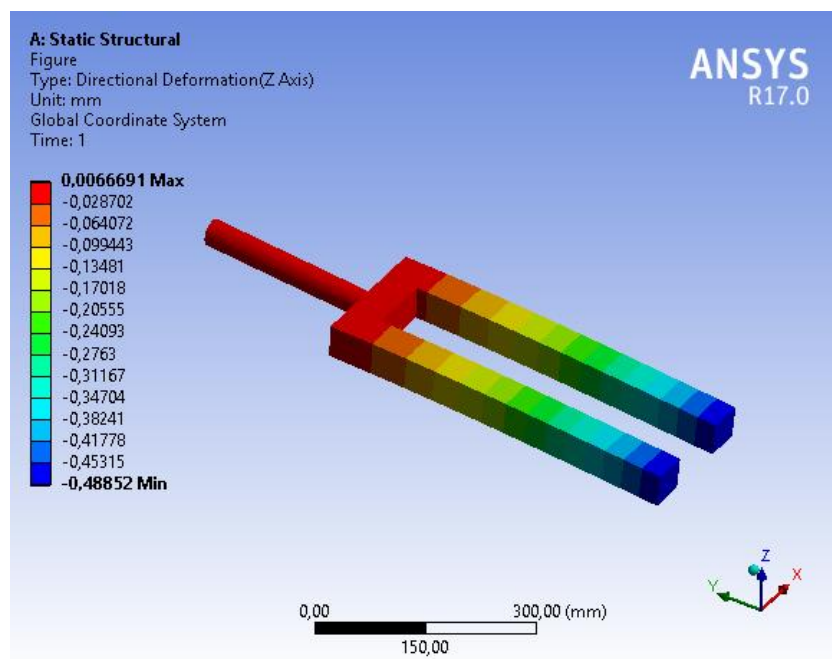 A: Static Structural
Figure
Type: Directional Deformation(Z Axis)
Unit: mm
Global Coordinate System
Time: 1
ANSYS
R17.0
0,0066691 Max
-0,028702
-0,064072
-0,099443
-0,13481
-0,17018
-0,20555
-0,24093
-0,2763
-0,31167
-0,34704
-0,38241
-0,41778
-0,45315
-0,48852 Min
Z
X
Y
0,00 300,00 (mm)
150,00